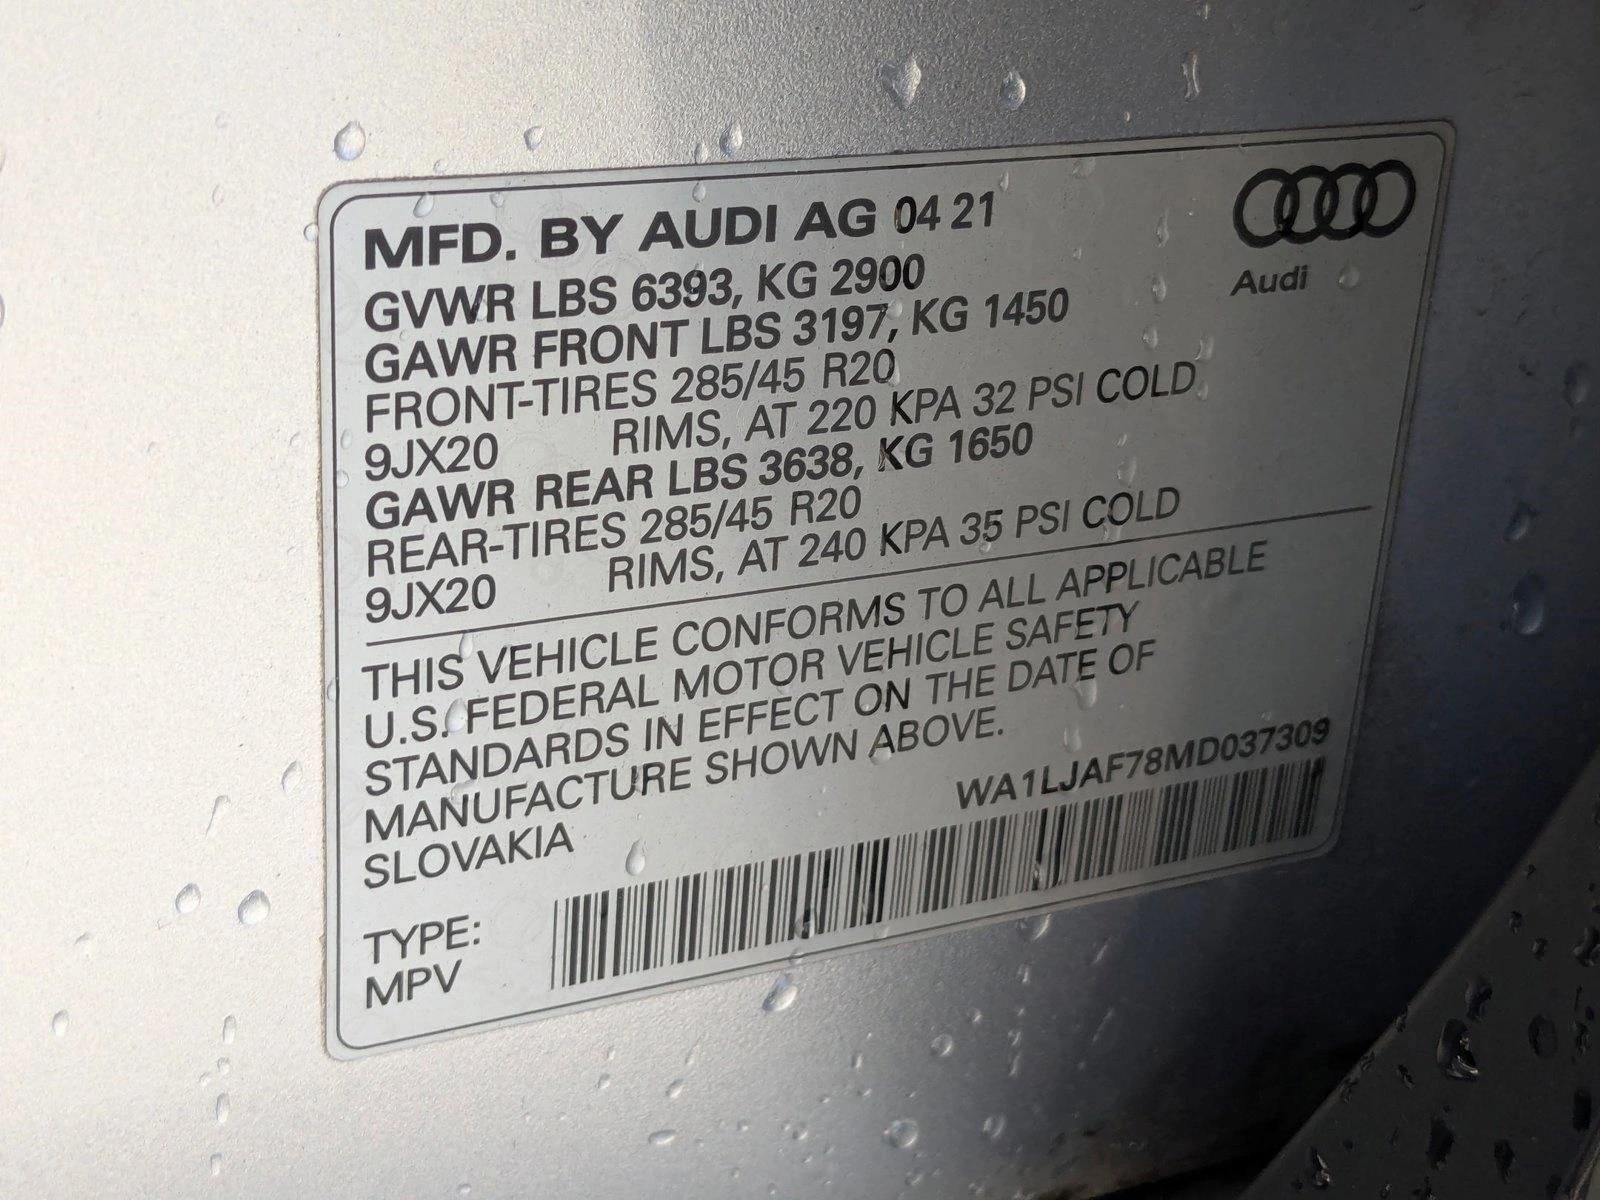 MFD. BY AUDI AG 04 21
Audi
GVWR LBS 6393, KG 2900
GAWR FRONT LBS 3197, KG 1450
FRONT-TIRES 285/45 R20
9JX20 RIMS, AT 220 KPA 32 PSI COLD
GAWR REAR LBS 3638, KG 1650
REAR-TIRES 285/45 R20
9JX20 RIMS, AT 240 KPA 35 PSI COLD
THIS VEHICLE CONFORMS TO ALL APPLICABLE
U.S. FEDERAL MOTOR VEHICLE SAFETY
STANDARDS IN EFFECT ON THE DATE OF
MANUFACTURE SHOWN ABOVE.
SLOVAKIA
WA1LJAF78MD037309
TYPE:
MPV